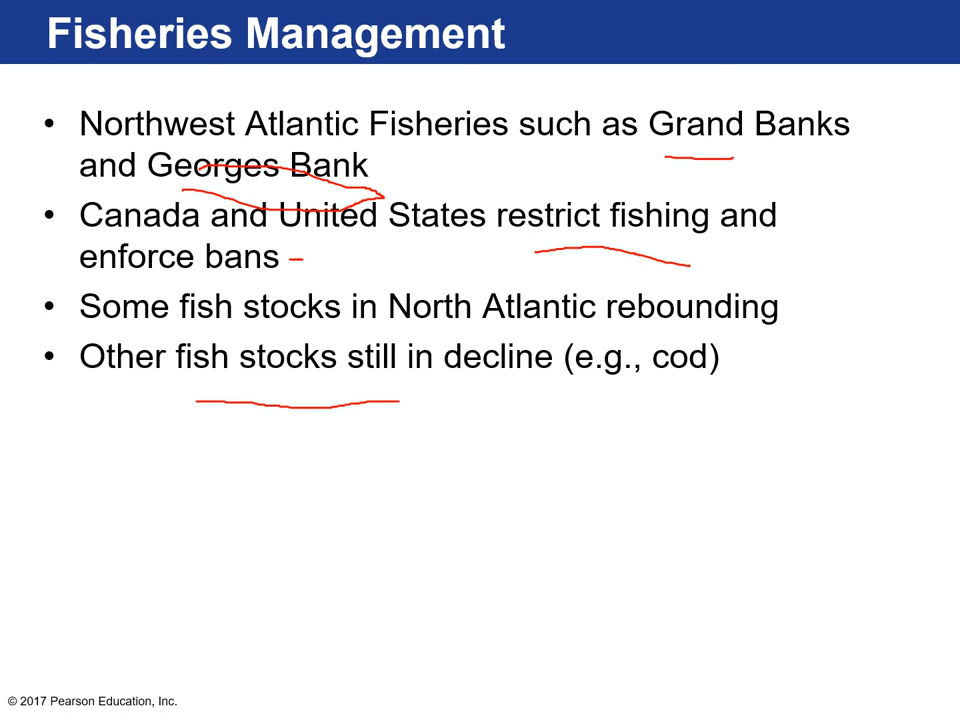 Fisheries Management
• Northwest Atlantic Fisheries such as Grand Banks
and Georges Bank
• Canada and United States restrict fishing and
enforce bans
• Some fish stocks in North Atlantic rebounding
• Other fish stocks still in decline (e.g., cod)
© 2017 Pearson Education, Inc.